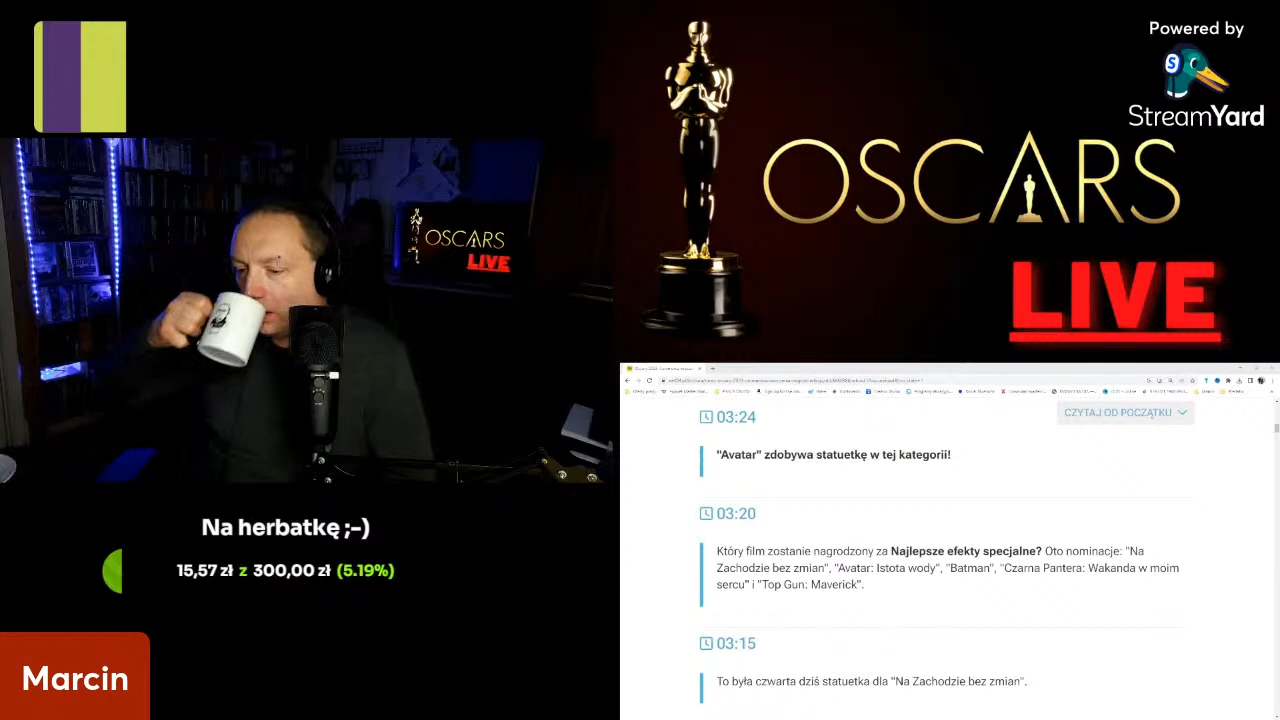 Powered by
S
StreamYard
OSCARS
LIVE
OSCARS
LIVE
03:24
CZYTAJ OD POCZĄTKU
"Avatar" zdobywa statuetkę w tej kategorii!
03:20
Który film zostanie nagrodzony za Najlepsze efekty specjalne? Oto nominacje: "Na
Zachodzie bez zmian", "Avatar: Istota wody", "Batman", "Czarna Pantera: Wakanda w moim
sercu" i "Top Gun: Maverick".
03:15
To była czwarta dziś statuetka dla "Na Zachodzie bez zmian".
Na herbatkę ;-)
15,57 zł z 300,00 zł (5.19%)
Marcin